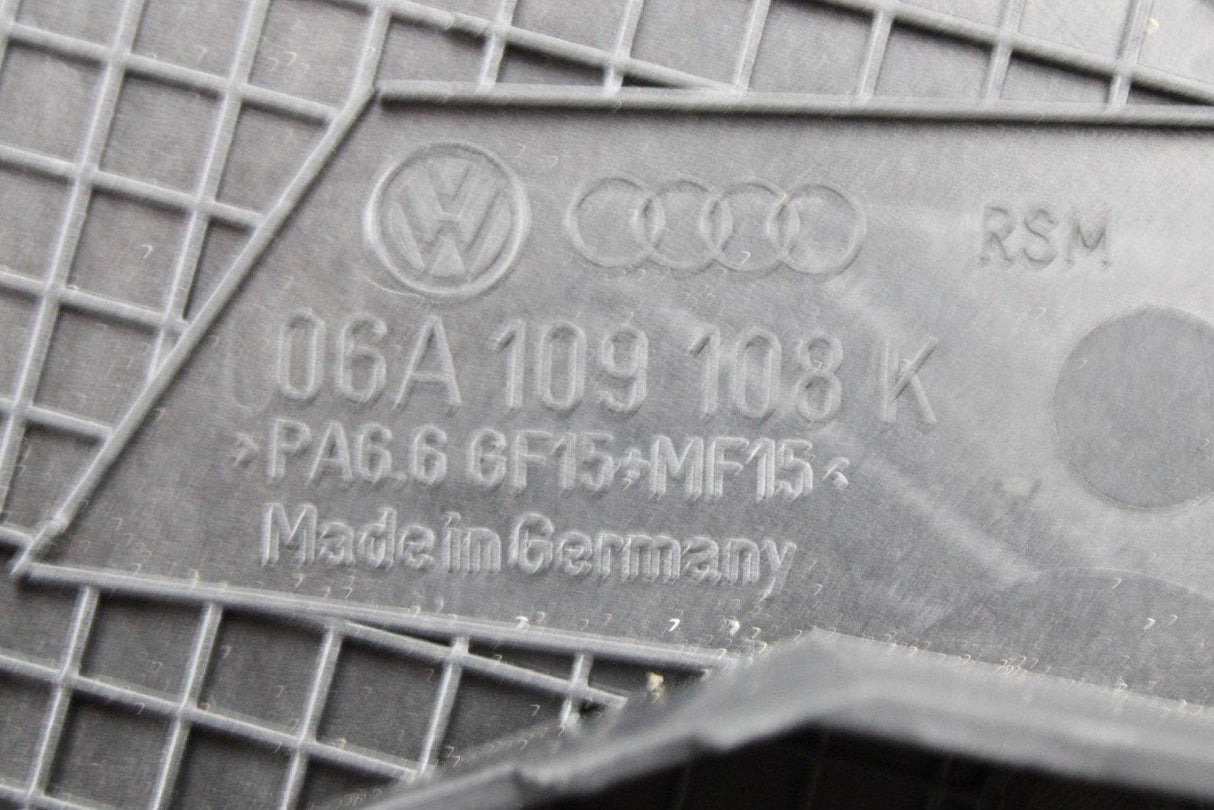 RSM
06A 109 108 K
>PA6.6 GF15+MF15<
Made in Germany